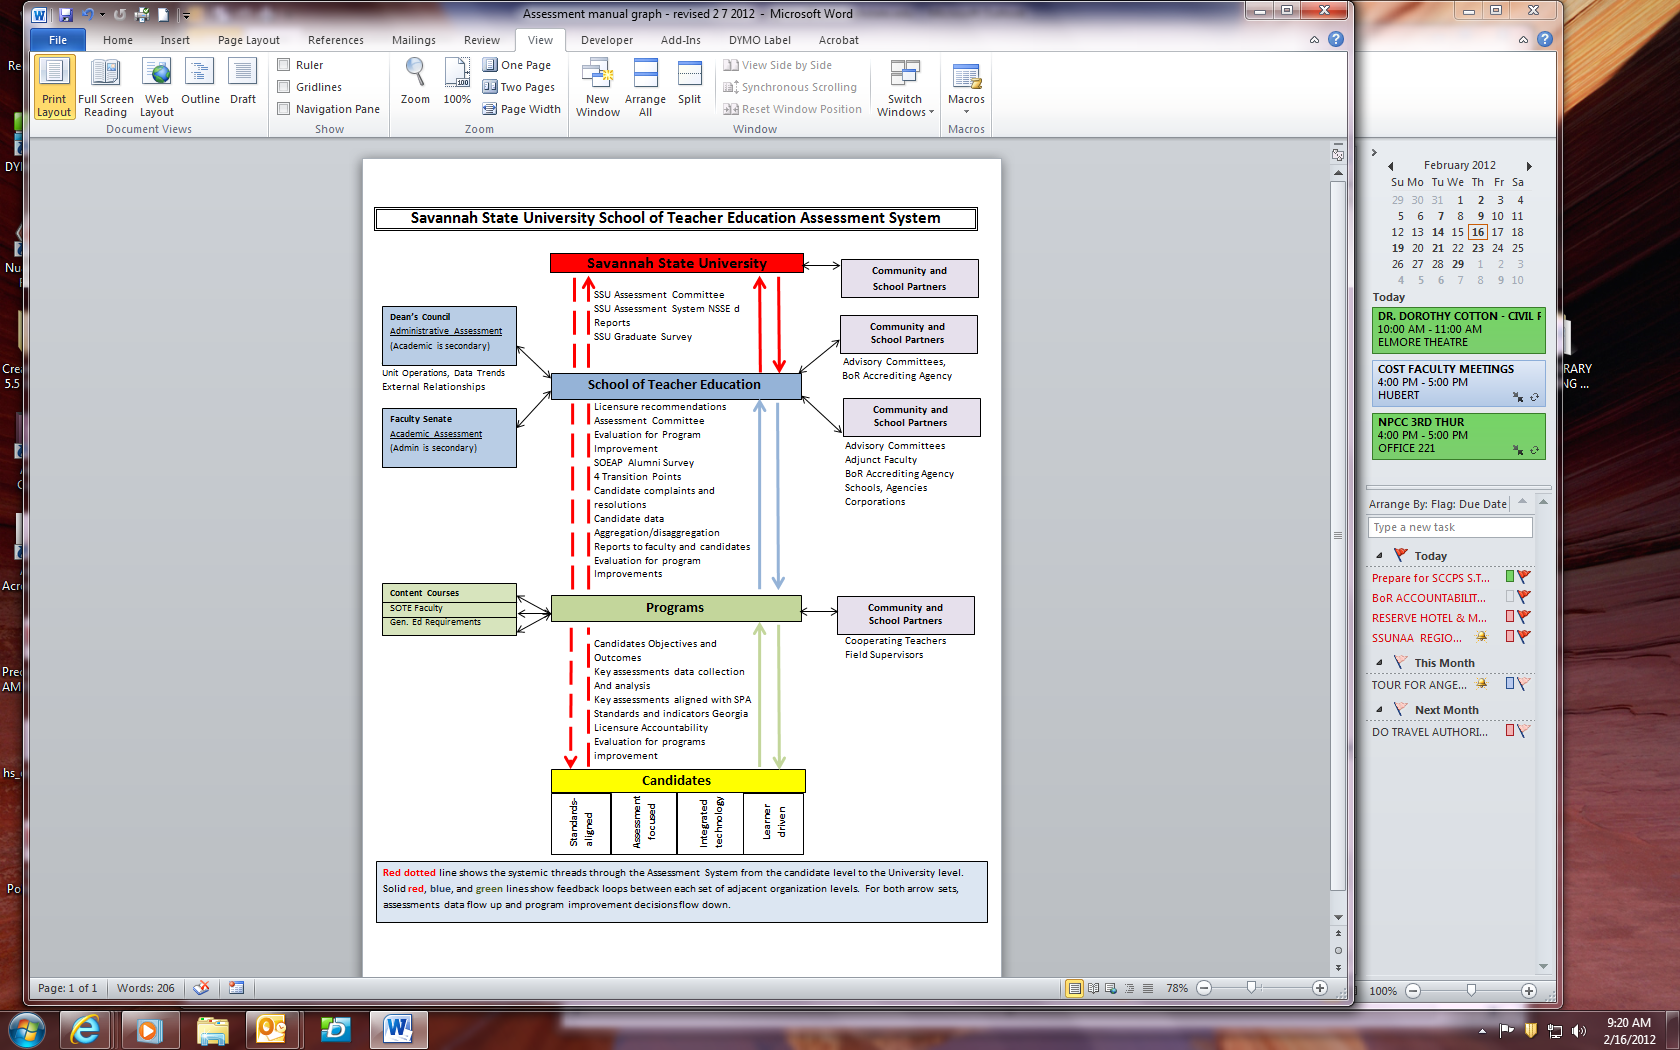 Assessment manual graph - revised 2 7 2012 - Microsoft Word
File Home Insert Page Layout References Mailings Review View Developer Add-Ins DYMO Label Acrobat
Print Layout
Full Screen Reading
Web Layout
Outline
Draft
Document Views
Ruler
Gridlines
Navigation Pane
Show
Zoom
100%
One Page
Two Pages
Page Width
Zoom
New Window
Arrange All
Split
View Side by Side
Synchronous Scrolling
Reset Window Position
Window
Switch Windows
Macros
Macros
Savannah State University School of Teacher Education Assessment System
Savannah State University
Community and
School Partners
SSU Assessment Committee
SSU Assessment System NSSE d
Reports
SSU Graduate Survey
Dean's Council
Administrative Assessment
(Academic is secondary)
Unit Operations, Data Trends
External Relationships
Community and
School Partners
Advisory Committees,
BoR Accrediting Agency
School of Teacher Education
Faculty Senate
Academic Assessment
(Admin is secondary)
Licensure recommendations
Assessment Committee
Evaluation for Program
Improvement
SOEAP Alumni Survey
4 Transition Points
Candidate complaints and
resolutions
Candidate data
Aggregation/disaggregation
Reports to faculty and candidates
Evaluation for program
Improvements
Community and
School Partners
Advisory Committees
Adjunct Faculty
BoR Accrediting Agency
Schools, Agencies
Corporations
Content Courses
SOTE Faculty
Gen. Ed Requirements
Programs
Community and
School Partners
Cooperating Teachers
Field Supervisors
Candidates Objectives and
Outcomes
Key assessments data collection
And analysis
Key assessments aligned with SPA
Standards and indicators Georgia
Licensure Accountability
Evaluation for programs
improvement
Candidates
Standards-
aligned
Assessment
focused
Integrated
technology
Learner
driven
Red dotted line shows the systemic threads through the Assessment System from the candidate level to the University level.
Solid red, blue, and green lines show feedback loops between each set of adjacent organization levels. For both arrow sets,
assessments data flow up and program improvement decisions flow down.
Page: 1 of 1 Words: 206 78%
February 2012
Su Mo Tu We Th Fr Sa
29 30 31 1 2 3 4
5 6 7 8 9 10 11
12 13 14 15 16 17 18
19 20 21 22 23 24 25
26 27 28 29 1 2 3
4 5 6 7 8 9 10
Today
DR. DOROTHY COTTON - CIVIL
10:00 AM - 11:00 AM
ELMORE THEATRE
COST FACULTY MEETINGS
4:00 PM - 5:00 PM
HUBERT
NPCC 3RD THUR
4:00 PM - 5:00 PM
OFFICE 221
Arrange By: Flag: Due Date
Type a new task
Today
Prepare for SCCPS S.T...
BoR ACCOUNTABILIT...
RESERVE HOTEL & M...
SSUNAA REGIO...
This Month
TOUR FOR ANGE...
Next Month
DO TRAVEL AUTHORI...
100%
9:20 AM
2/16/2012